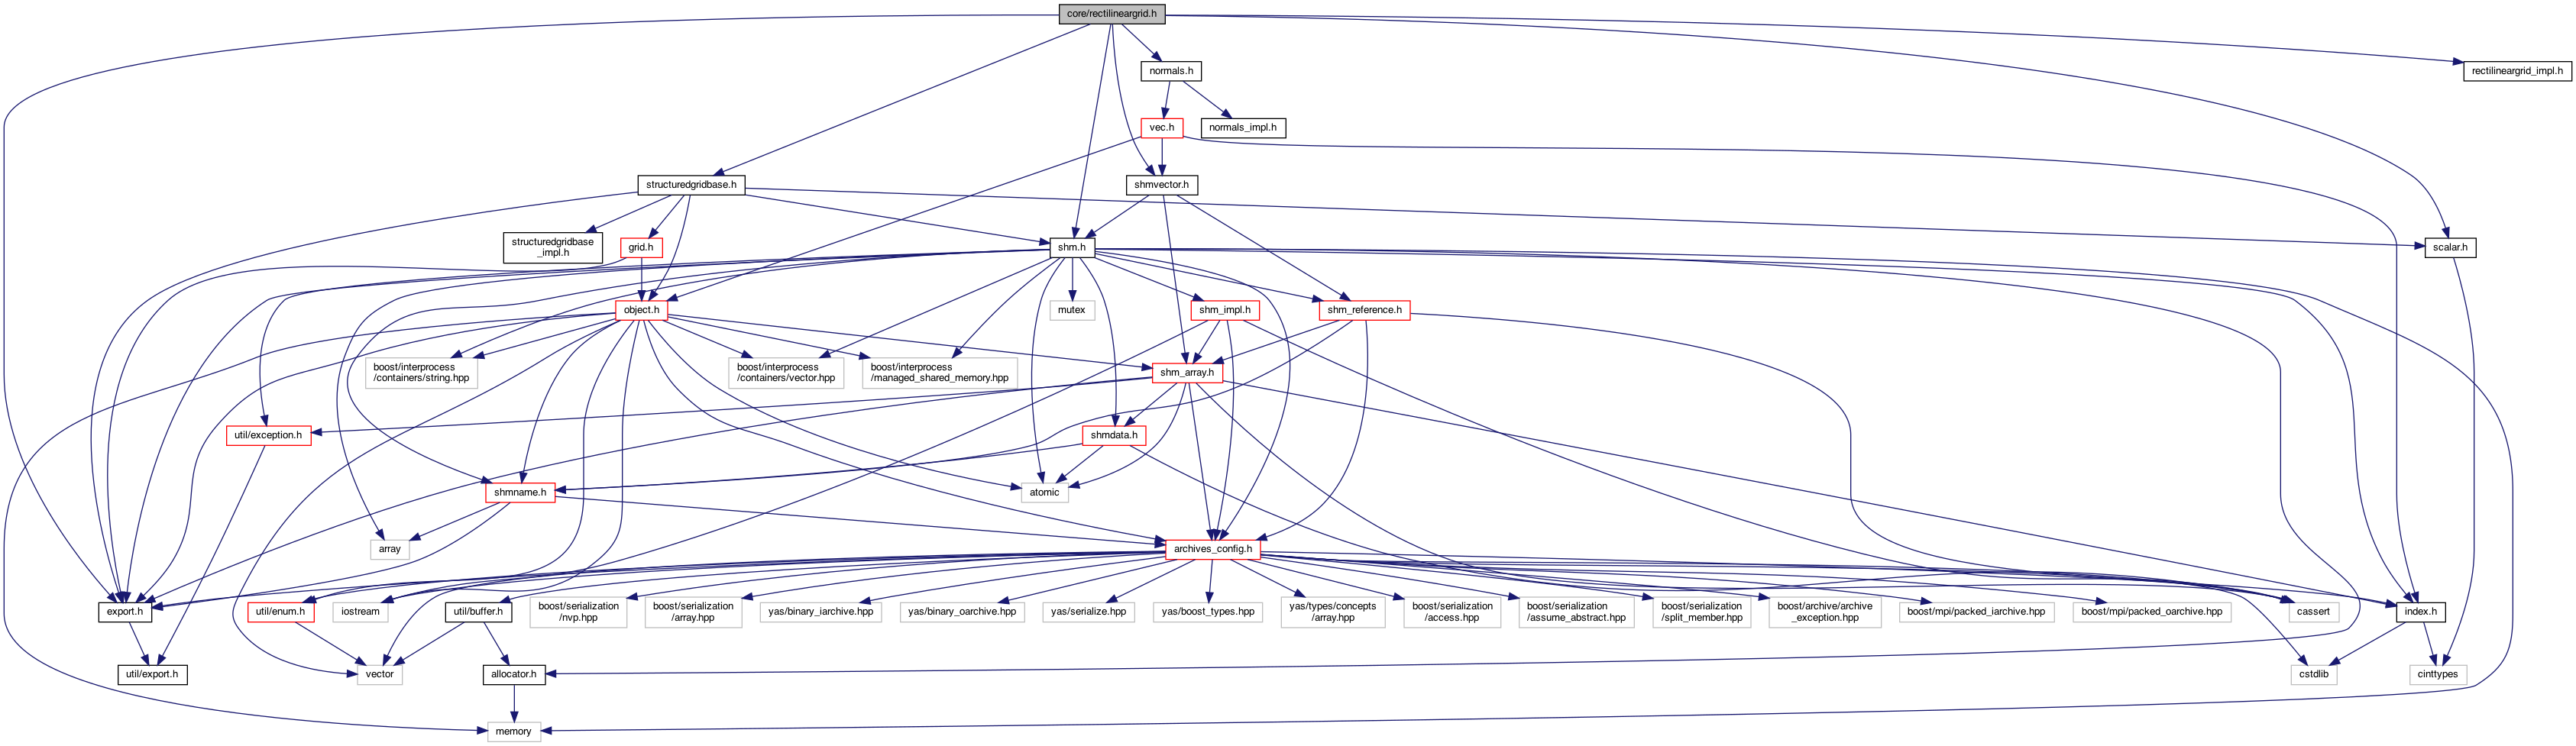 core/rectilineargrid.h
normals.h
rectilineargrid_impl.h
vec.h
normals_impl.h
structuredgridbase.h
shmvector.h
structuredgridbase
_impl.h
grid.h
shm.h
scalar.h
object.h
mutex
shm_impl.h
shm_reference.h
boost/interprocess
/containers/string.hpp
boost/interprocess
/containers/vector.hpp
boost/interprocess
/managed_shared_memory.hpp
shm_array.h
util/exception.h
shmdata.h
shmname.h
atomic
array
archives_config.h
export.h
util/enum.h
iostream
util/buffer.h
boost/serialization
/nvp.hpp
boost/serialization
/array.hpp
yas/binary_iarchive.hpp
yas/binary_oarchive.hpp
yas/serialize.hpp
yas/boost_types.hpp
yas/types/concepts
/array.hpp
boost/serialization
/access.hpp
boost/serialization
/assume_abstract.hpp
boost/serialization
/split_member.hpp
boost/archive/archive
_exception.hpp
boost/mpi/packed_iarchive.hpp
boost/mpi/packed_oarchive.hpp
cassert
index.h
util/export.h
vector
allocator.h
cstdlib
cinttypes
memory